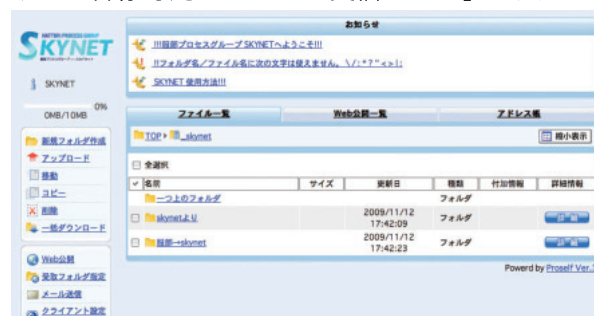 HATTORI PROCESS GROUP
SKYNET
SKYNET
0%
0MB/10MB
新規フォルダ作成
アップロード
移動
コピー
削除
一括ダウンロード
Web公開
受取フォルダ指定
メール送信
クライアント設定
お知らせ
!!!服部プロセスグループ SKYNETへようこそ!!!
!!フォルダ名／ファイル名に次の文字は使えません。\/:*?"<>|;
SKYNET 使用方法!!!
ファイル一覧 Web公開一覧 アドレス帳
TOP _skynet 縮小表示
全選択
名前 サイズ 更新日 種類 付加情報 詳細情報
一つ上のフォルダ フォルダ
skynetより 2009/11/12 17:42:09 フォルダ 詳細
服部→skynet 2009/11/12 17:42:23 フォルダ 詳細
Powerd by Proself Ver.